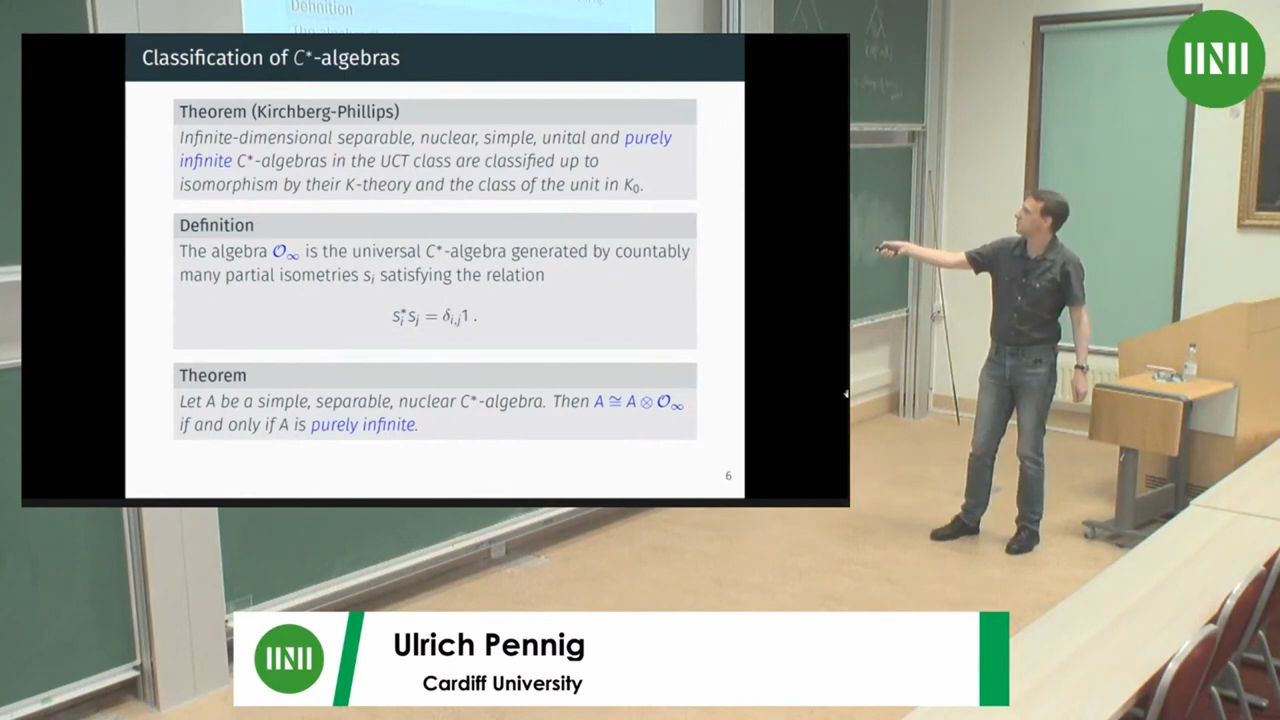 Definition
Classification of C*-algebras
Theorem (Kirchberg-Phillips)
Infinite-dimensional separable, nuclear, simple, unital and purely
infinite C*-algebras in the UCT class are classified up to
isomorphism by their K-theory and the class of the unit in K₀.
Definition
The algebra 𝒪∞ is the universal C*-algebra generated by countably
many partial isometries sᵢ satisfying the relation
sᵢ*sⱼ = δᵢ,ⱼ1 .
Theorem
Let A be a simple, separable, nuclear C*-algebra. Then A ≅ A ⊗ 𝒪∞
if and only if A is purely infinite.
6
Ulrich Pennig
Cardiff University